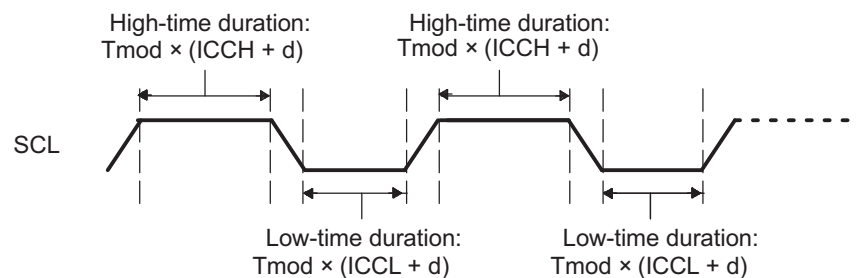 High-time duration:
Tmod × (ICCH + d)
High-time duration:
Tmod × (ICCH + d)
SCL
Low-time duration:
Tmod × (ICCL + d)
Low-time duration:
Tmod × (ICCL + d)